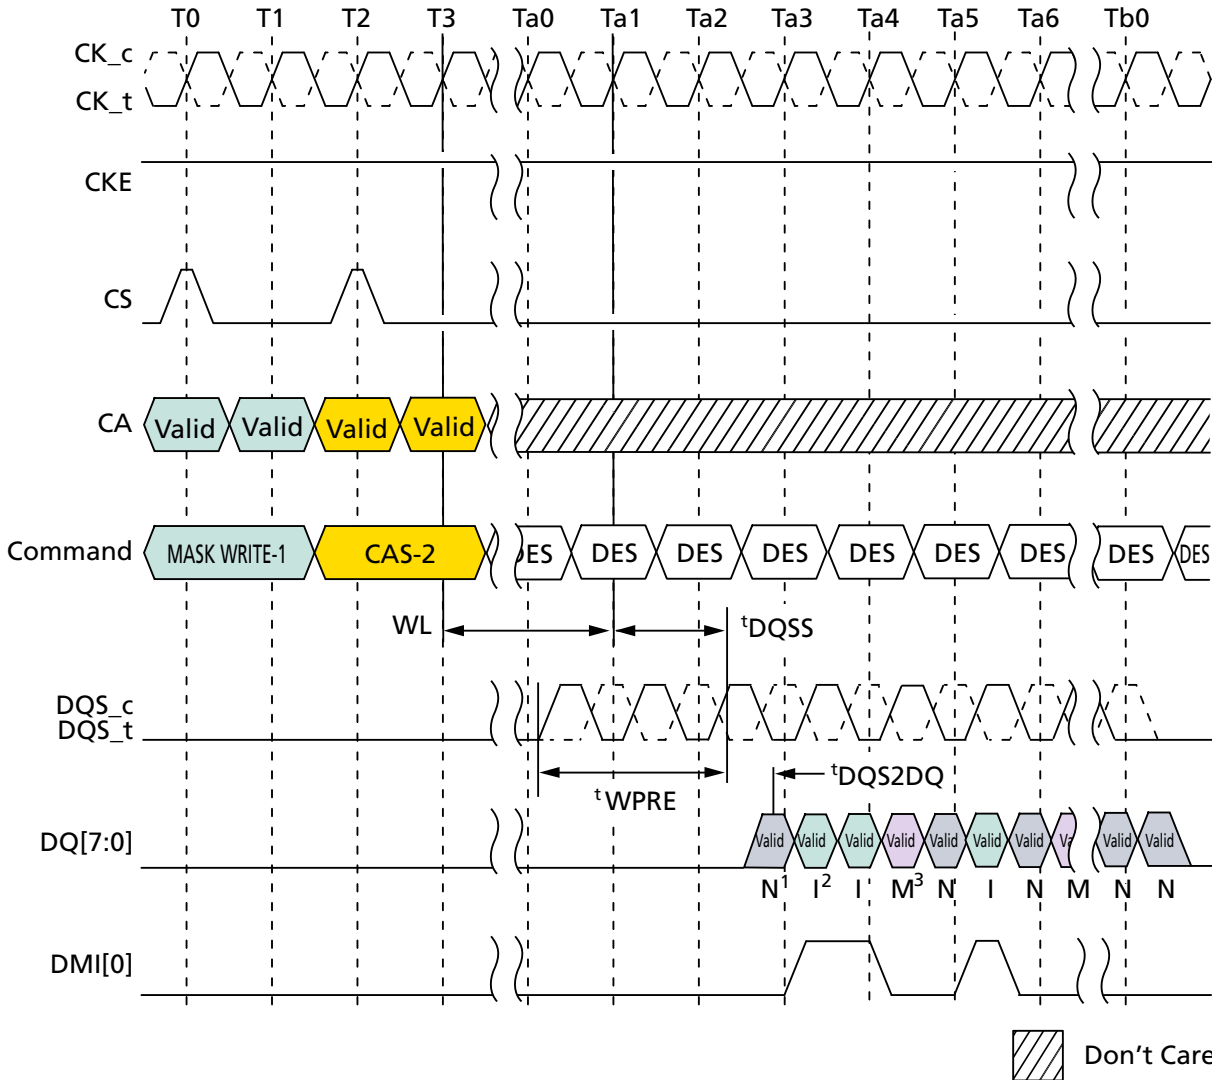 T0 T1 T2 T3 Ta0 Ta1 Ta2 Ta3 Ta4 Ta5 Ta6 Tb0
CK_c
CK_t
CKE
CS
CA Valid Valid Valid Valid
Command MASK WRITE-1 CAS-2 DES DES DES DES DES DES DES DES DES
WL tDQSS
DQS_c
DQS_t
tDQS2DQ
tWPRE
DQ[7:0] Valid Valid Valid Valid Valid Valid Valid Va Valid Valid
N1 I2 I M3 N I N M N N
DMI[0]
Don't Care